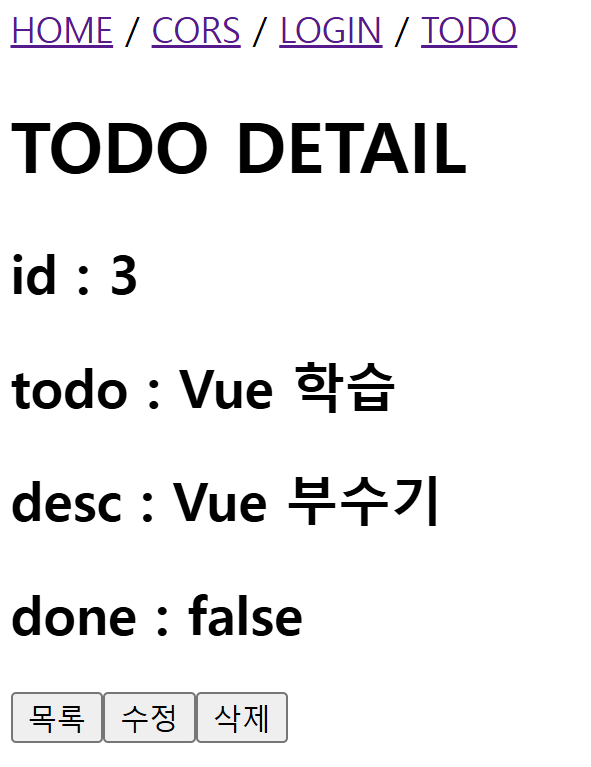 HOME / CORS / LOGIN / TODO
TODO DETAIL
id : 3
todo : Vue 학습
desc : Vue 부수기
done : false
목록 수정 삭제